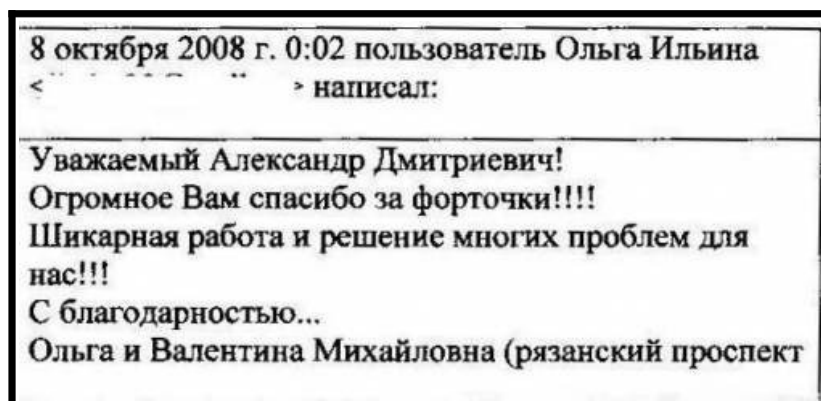 8 октября 2008 г. 0:02 пользователь Ольга Ильина
< > написал:
Уважаемый Александр Дмитриевич!
Огромное Вам спасибо за форточки!!!!
Шикарная работа и решение многих проблем для
нас!!!
С благодарностью...
Ольга и Валентина Михайловна (рязанский проспект